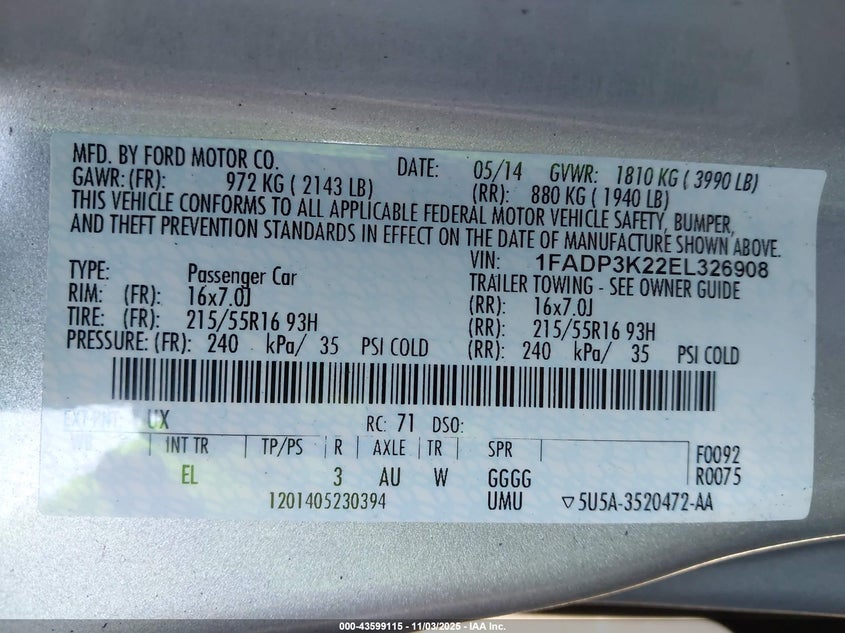 MFD. BY FORD MOTOR CO. DATE: 05/14 GVWR: 1810 KG ( 3990 LB)
GAWR: (FR): 972 KG ( 2143 LB) (RR): 880 KG ( 1940 LB)
THIS VEHICLE CONFORMS TO ALL APPLICABLE FEDERAL MOTOR VEHICLE SAFETY, BUMPER,
AND THEFT PREVENTION STANDARDS IN EFFECT ON THE DATE OF MANUFACTURE SHOWN ABOVE.
VIN: 1FADP3K22EL326908
TYPE: Passenger Car TRAILER TOWING - SEE OWNER GUIDE
RIM: (FR): 16x7.0J (RR): 16x7.0J
TIRE: (FR): 215/55R16 93H (RR): 215/55R16 93H
PRESSURE: (FR): 240 kPa/ 35 PSI COLD (RR): 240 kPa/ 35 PSI COLD
EXT PNT: UX RC: 71 DSO:
WB INT TR TP/PS R AXLE TR SPR F0092
EL 3 AU W GGGG R0075
1201405230394 UMU ▽5U5A-3520472-AA
000-43599115 - 11/03/2025 - IAA Inc.